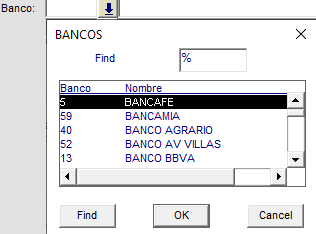 Banco:
BANCOS
Find %
Banco Nombre
5 BANCAFE
59 BANCAMIA
40 BANCO AGRARIO
52 BANCO AV VILLAS
13 BANCO BBVA
Find OK Cancel